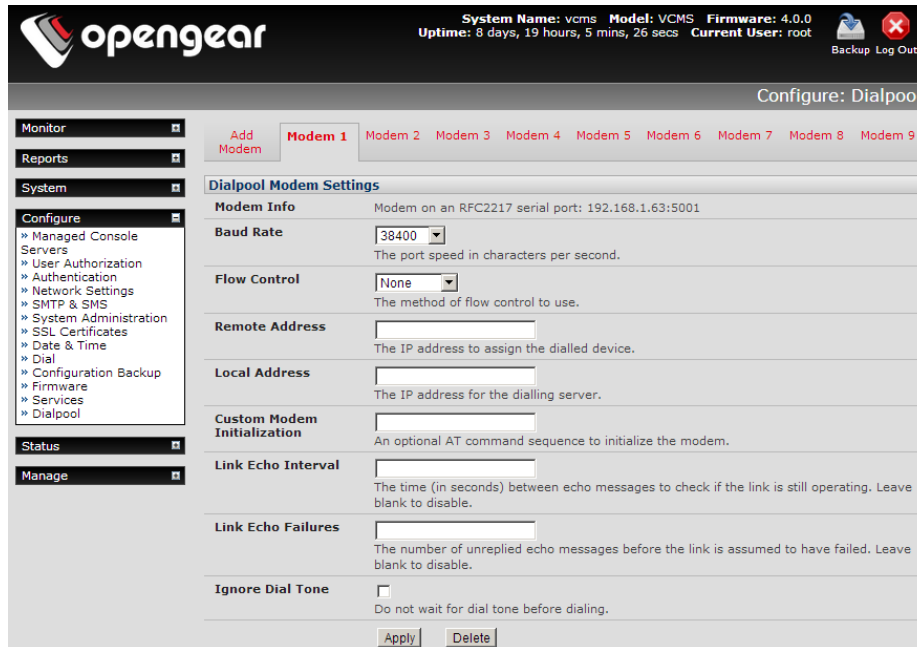 opengear
System Name: vcms Model: VCMS Firmware: 4.0.0
Uptime: 8 days, 19 hours, 5 mins, 26 secs Current User: root
Backup Log Out
Configure: Dialpoo
Monitor
Reports
System
Configure
» Managed Console
Servers
» User Authorization
» Authentication
» Network Settings
» SMTP & SMS
» System Administration
» SSL Certificates
» Date & Time
» Dial
» Configuration Backup
» Firmware
» Services
» Dialpool
Status
Manage
Add
Modem
Modem 1 Modem 2 Modem 3 Modem 4 Modem 5 Modem 6 Modem 7 Modem 8 Modem 9
Dialpool Modem Settings
Modem Info
Modem on an RFC2217 serial port: 192.168.1.63:5001
Baud Rate
38400
The port speed in characters per second.
Flow Control
None
The method of flow control to use.
Remote Address
The IP address to assign the dialled device.
Local Address
The IP address for the dialling server.
Custom Modem
Initialization
An optional AT command sequence to initialize the modem.
Link Echo Interval
The time (in seconds) between echo messages to check if the link is still operating. Leave
blank to disable.
Link Echo Failures
The number of unreplied echo messages before the link is assumed to have failed. Leave
blank to disable.
Ignore Dial Tone
Do not wait for dial tone before dialing.
Apply Delete